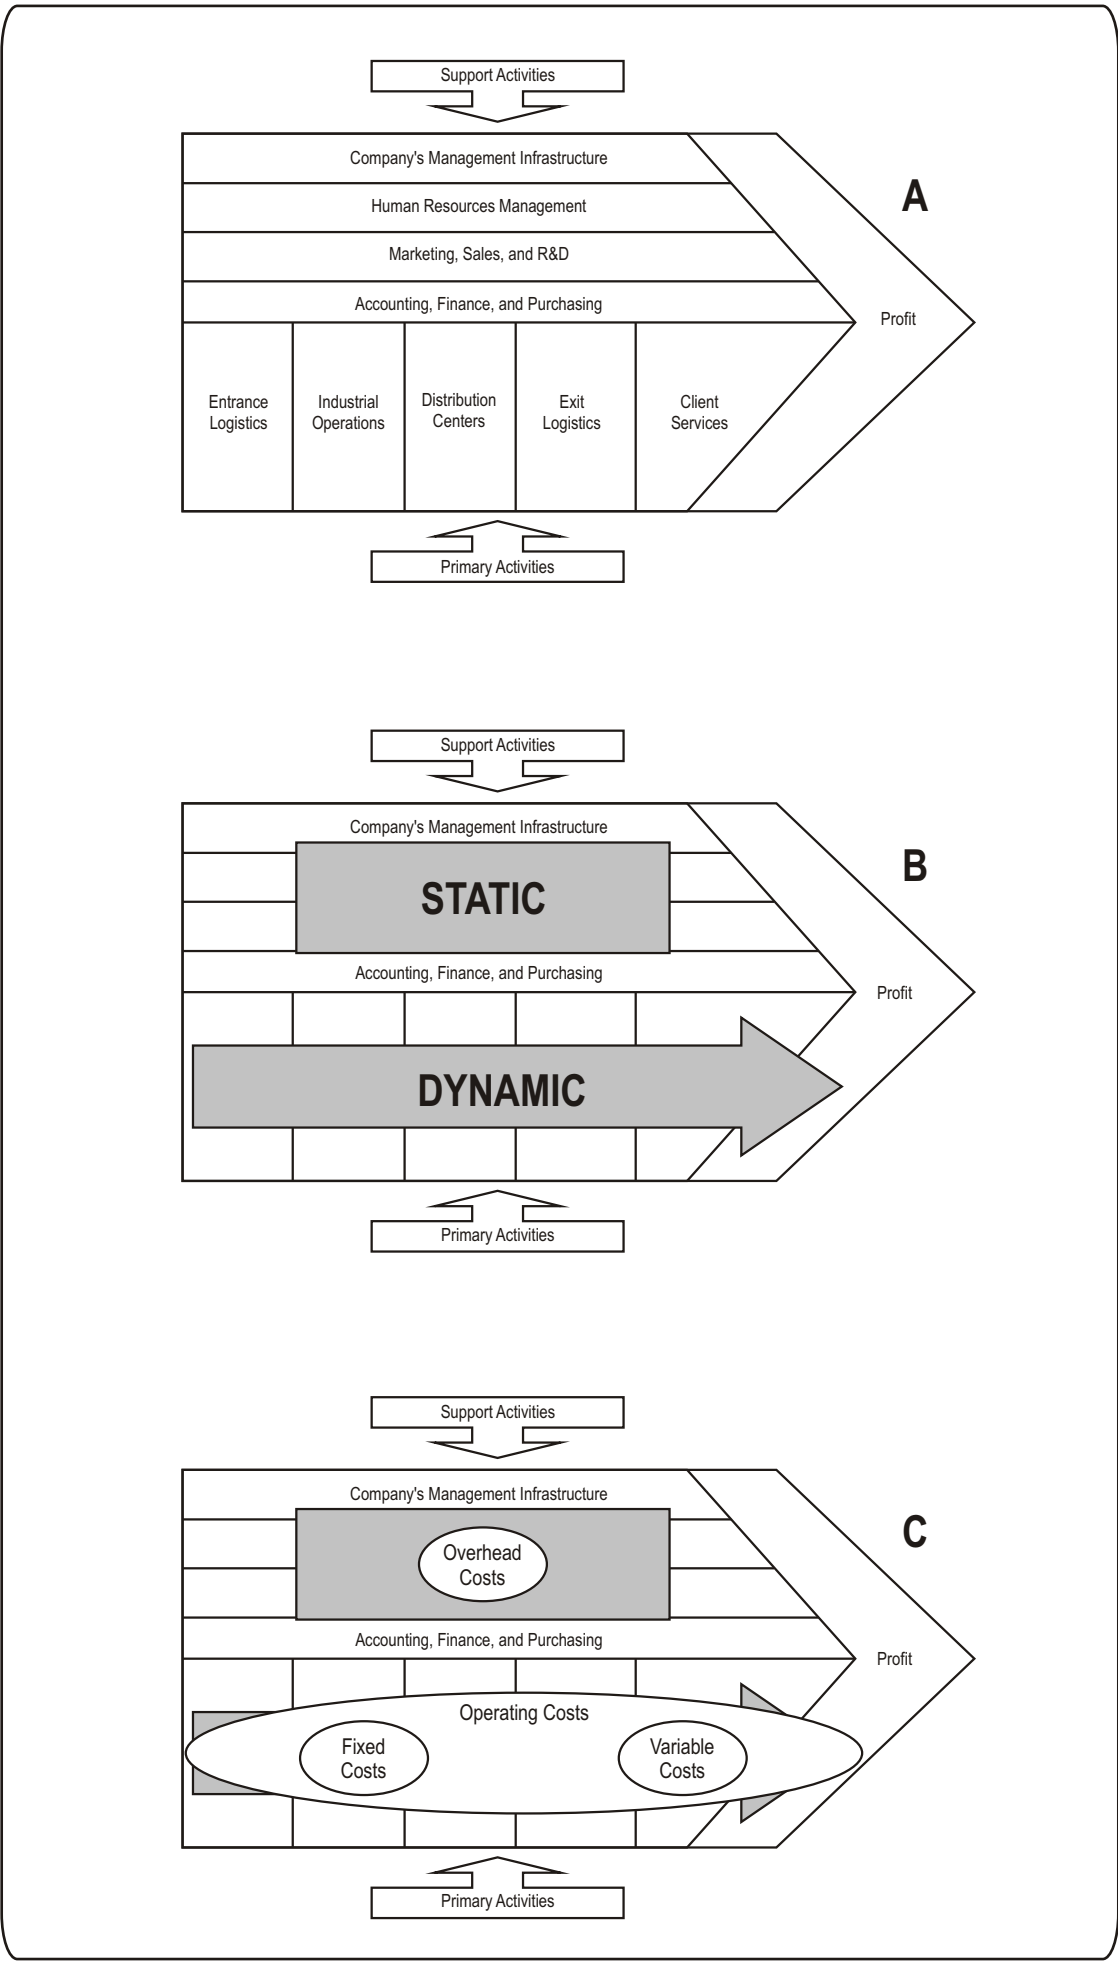 Support Activities
Company's Management Infrastructure
Human Resources Management
Marketing, Sales, and R&D
Accounting, Finance, and Purchasing
A
Profit
Entrance
Logistics
Industrial
Operations
Distribution
Centers
Exit
Logistics
Client
Services
Primary Activities
Support Activities
Company's Management Infrastructure
B
STATIC
Accounting, Finance, and Purchasing
Profit
DYNAMIC
Primary Activities
Support Activities
Company's Management Infrastructure
C
Overhead
Costs
Accounting, Finance, and Purchasing
Profit
Operating Costs
Fixed
Costs
Variable
Costs
Primary Activities